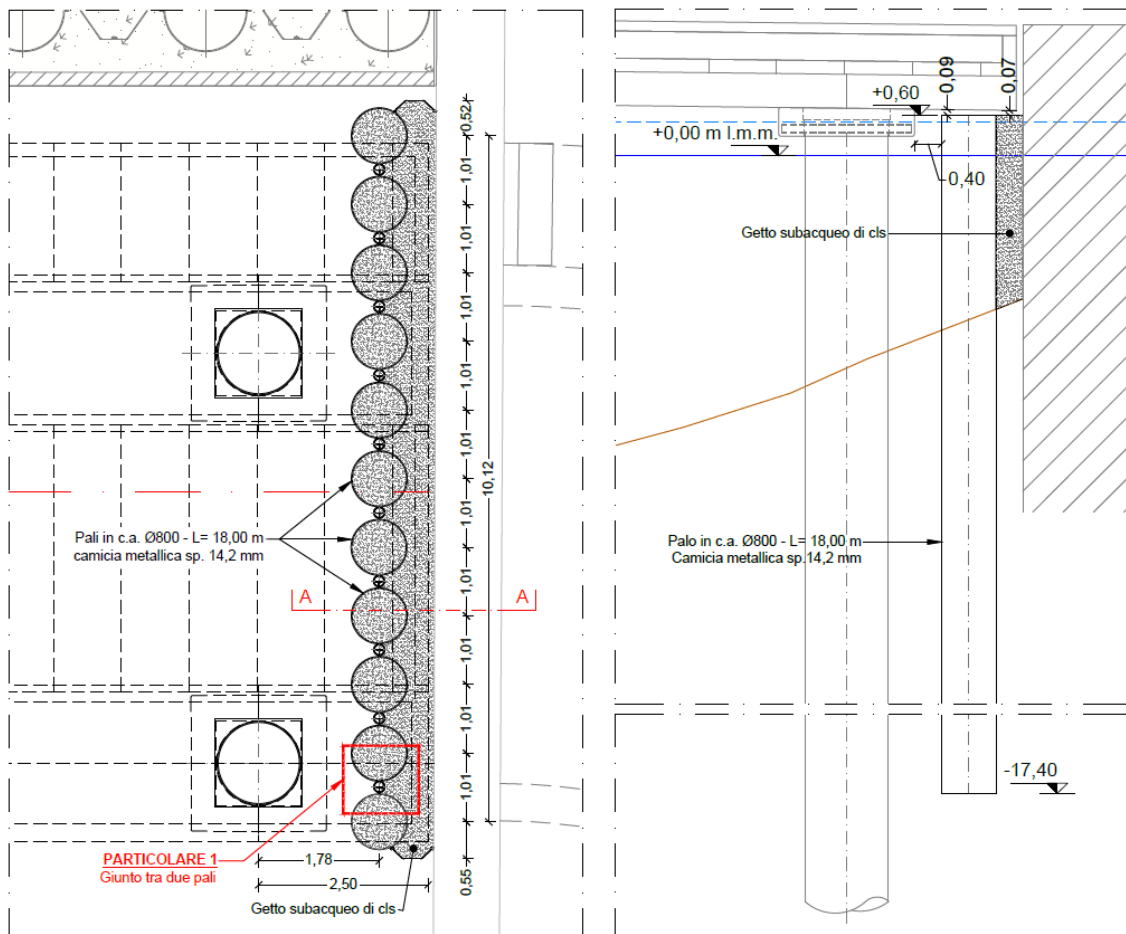 0,52
1,01
1,01
1,01
1,01
1,01
1,01
1,01
1,01
1,01
1,01
10,12
0,55
Pali in c.a. Ø800 - L= 18,00 m
camicia metallica sp. 14,2 mm
A
A
PARTICOLARE 1
Giunto tra due pali
1,78
2,50
Getto subacqueo di cls
0,09
0,07
+0,60
+0,00 m l.m.m.
0,40
Getto subacqueo di cls
Palo in c.a. Ø800 - L= 18,00 m
Camicia metallica sp.14,2 mm
-17,40